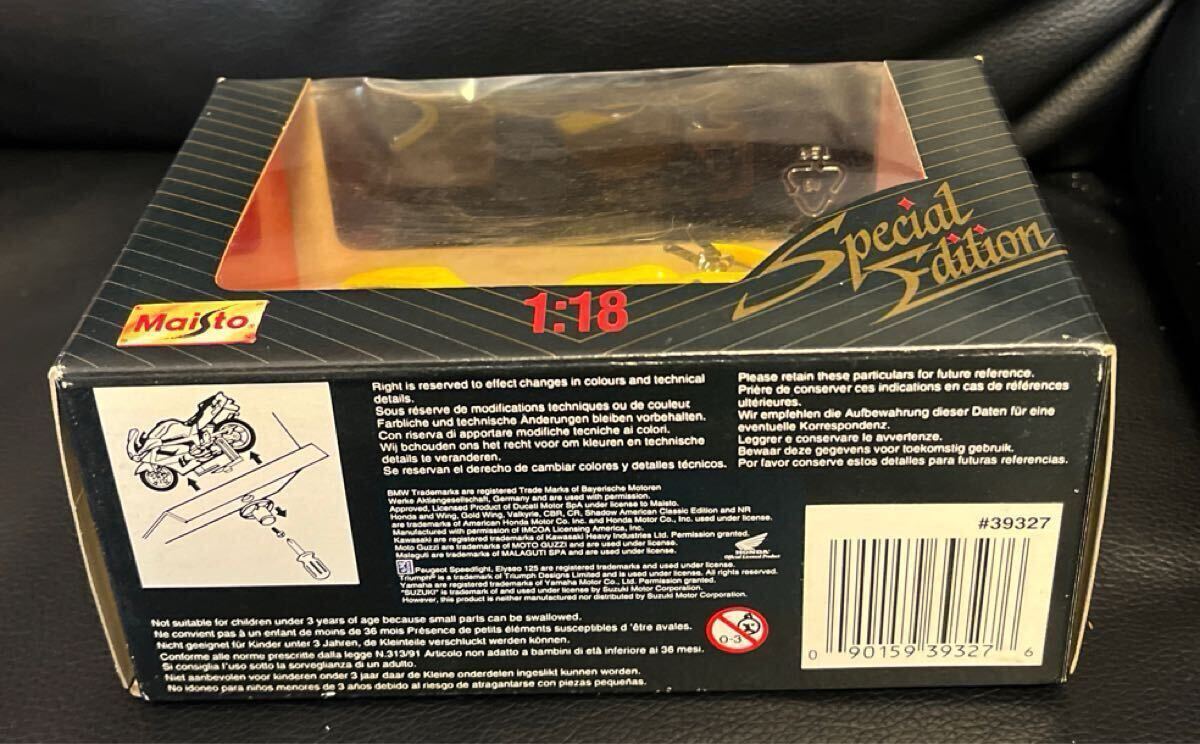 Special
Edition
Maisto
1:18
Right is reserved to effect changes in colours and technical
details.
Sous réserve de modifications techniques ou de couleur
Farbliche und technische Änderungen bleiben vorbehalten.
Con riserva di apportare modifiche tecniche ai colori.
Wij bchouden ons het recht voor om kleuren en technische
details te veranderen.
Se reservan el derecho de cambiar colores y detalles técnicos.
Please retain these particulars for future reference.
Prière de conserver ces indications en cas de références
ultérieures.
Wir empfehlen die Aufbewahrung dieser Daten für eine
eventuelle Korrespondenz.
Leggrer e conservare le avvertenze.
Bewaar deze gegevens voor toekomstig gebruik.
Por favor conserve estos detalles para futuras referencias.
BMW Trademarks are registered Trade Marks of Bayerische Motoren
Werke Aktiengesellschaft, Germany and are used with permission.
Approved, Licensed Product of Ducati Motor SpA under license to Maisto.
Honda and Wing, Gold Wing, Valkyrie, CBR, CR, Shadow American Classic Edition and NR
are trademarks of American Honda Motor Co. Inc. and Honda Motor Co., Inc. used under license.
Manufactured with permission of IMCOA Licensing America, Inc.
Kawasaki are registered trademarks of Kawasaki Heavy Industries Ltd. Permission granted.
Moto Guzzi are trademarks of MOTO GUZZI and are used under license.
Malaguti are trademarks of MALAGUTI SPA and are used under license.
HONDA
Official Licensed Product
Peugeot Speedfight, Elyseo 125 are registered trademarks and used under license.
Triumph® is a trademark of Triumph Designs Limited and is used under license. All rights reserved.
Yamaha are registered trademarks of Yamaha Motor Co., Ltd. Permission granted.
"SUZUKI" is trademark of and used under license by Suzuki Motor Corporation.
However, this product is neither manufactured nor distributed by Suzuki Motor Corporation.
Not suitable for children under 3 years of age because small parts can be swallowed.
Ne convient pas à un enfant de moins de 36 mois Présence de petits éléments susceptibles d 'être avales.
Nicht geeignet für Kinder unter 3 Jahren, de Kleinteile verschluckt werden können.
Conforme alle norme prescritte dalla legge N.313/91 Articolo non adatto a bambini di età inferiore ai 36 mesi.
Si consiglia l'uso sotto la sorveglianza di un adulto.
Niet aanbevolen voor kinderen onder 3 jaar daar de Kleine onderdelen ingeslikt kunnen worden.
No idoneo para niños menores de 3 años debido al riesgo de atragantarse con piezas pequeñas.
0-3
#39327
0 90159 39327 6